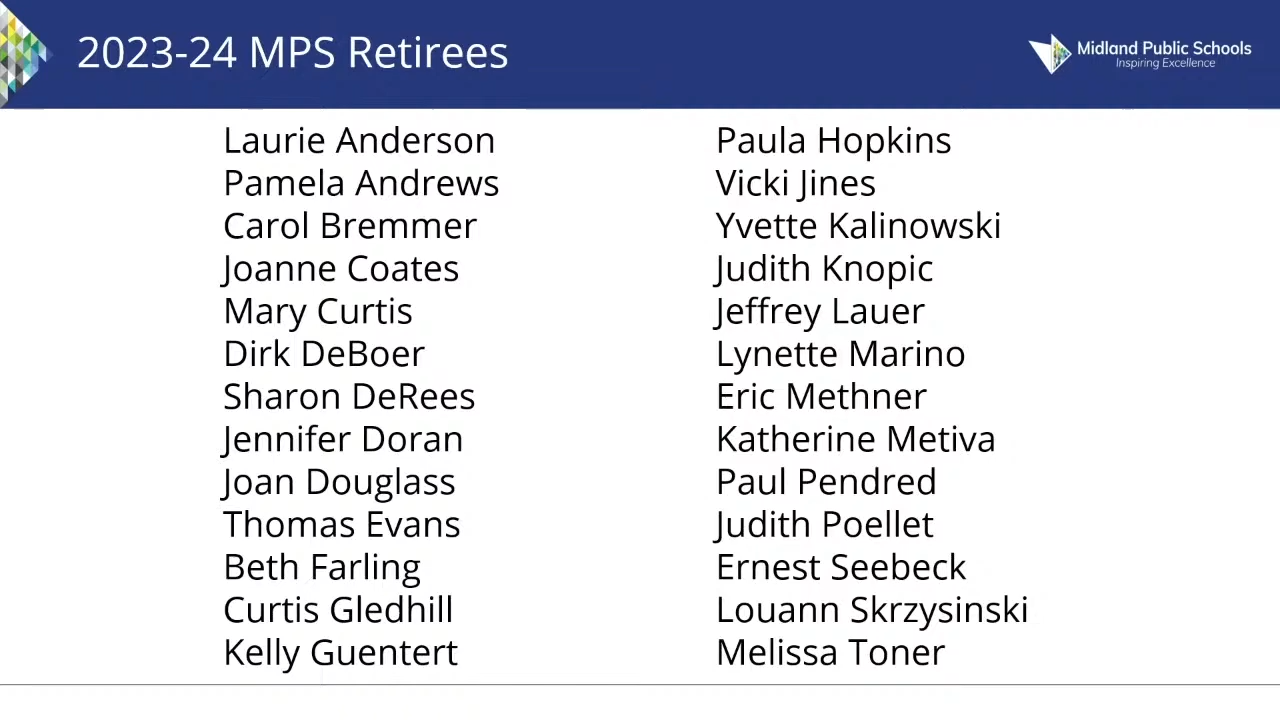 2023-24 MPS Retirees
Midland Public Schools
Inspiring Excellence
Laurie Anderson
Pamela Andrews
Carol Bremmer
Joanne Coates
Mary Curtis
Dirk DeBoer
Sharon DeRees
Jennifer Doran
Joan Douglass
Thomas Evans
Beth Farling
Curtis Gledhill
Kelly Guentert
Paula Hopkins
Vicki Jines
Yvette Kalinowski
Judith Knopic
Jeffrey Lauer
Lynette Marino
Eric Methner
Katherine Metiva
Paul Pendred
Judith Poellet
Ernest Seebeck
Louann Skrzysinski
Melissa Toner